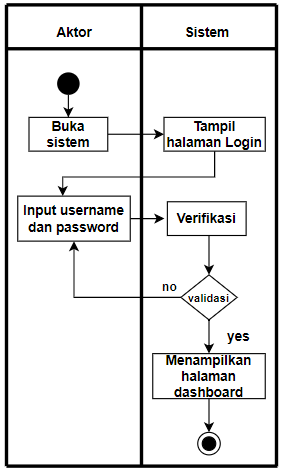 Aktor
Sistem
Buka
sistem
Tampil
halaman Login
Input username
dan password
Verifikasi
no
validasi
yes
Menampilkan
halaman
dashboard